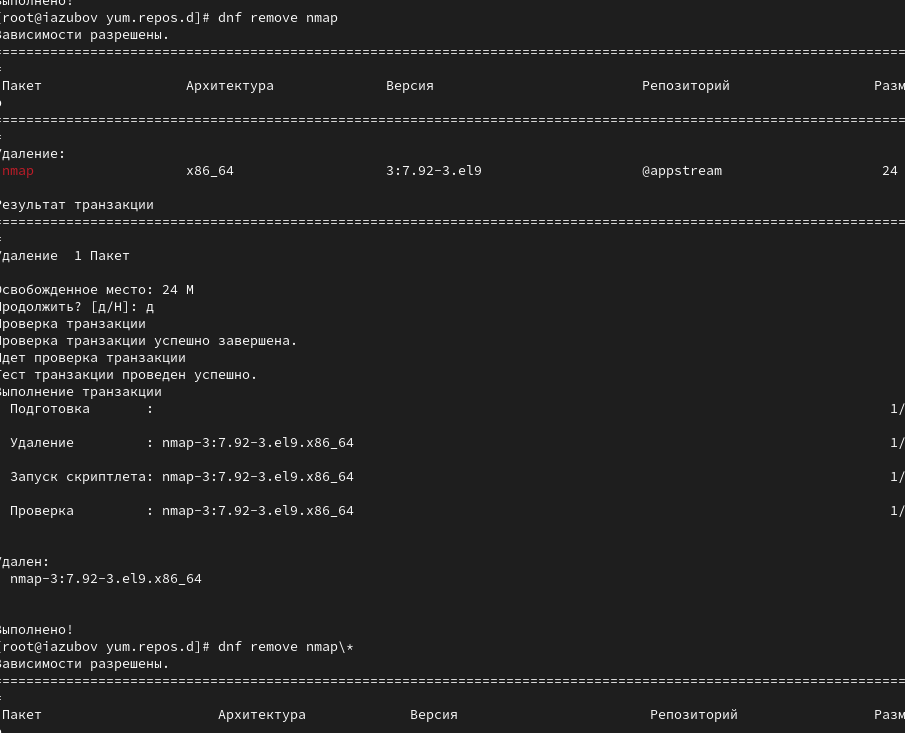 Выполнено!
[root@iazubov yum.repos.d]# dnf remove nmap
Зависимости разрешены.
================================================================================
=
Пакет Архитектура Версия Репозиторий Разм
================================================================================
=
Удаление:
nmap x86_64 3:7.92-3.el9 @appstream 24
Результат транзакции
================================================================================
=
Удаление 1 Пакет
Освобожденное место: 24 M
Продолжить? [д/Н]: д
Проверка транзакции
Проверка транзакции успешно завершена.
Идет проверка транзакции
Тест транзакции проведен успешно.
Выполнение транзакции
Подготовка : 1/
Удаление : nmap-3:7.92-3.el9.x86_64 1/
Запуск скриптлета: nmap-3:7.92-3.el9.x86_64 1/
Проверка : nmap-3:7.92-3.el9.x86_64 1/
Удален:
nmap-3:7.92-3.el9.x86_64
Выполнено!
[root@iazubov yum.repos.d]# dnf remove nmap\*
Зависимости разрешены.
================================================================================
=
Пакет Архитектура Версия Репозиторий Разм